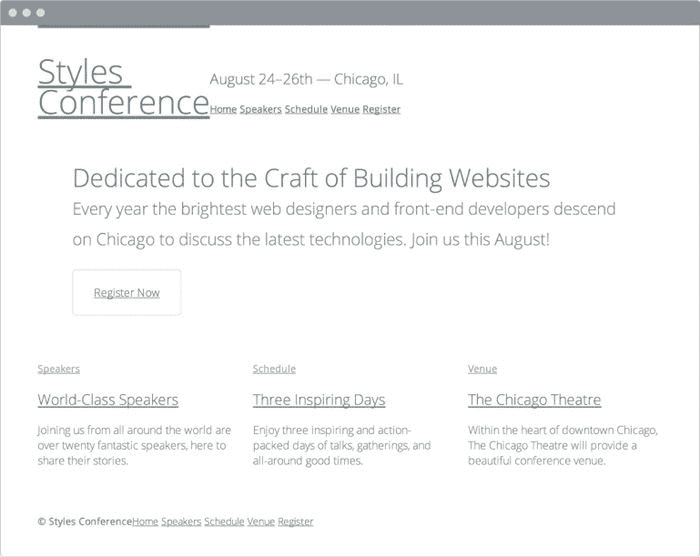 Styles
Conference
August 24–26th — Chicago, IL
Home Speakers Schedule Venue Register
Dedicated to the Craft of Building Websites
Every year the brightest web designers and front-end developers descend
on Chicago to discuss the latest technologies. Join us this August!
Register Now
Speakers
World-Class Speakers
Joining us from all around the world are
over twenty fantastic speakers, here to
share their stories.
Schedule
Three Inspiring Days
Enjoy three inspiring and action-
packed days of talks, gatherings, and
all-around good times.
Venue
The Chicago Theatre
Within the heart of downtown Chicago,
The Chicago Theatre will provide a
beautiful conference venue.
© Styles ConferenceHome Speakers Schedule Venue Register